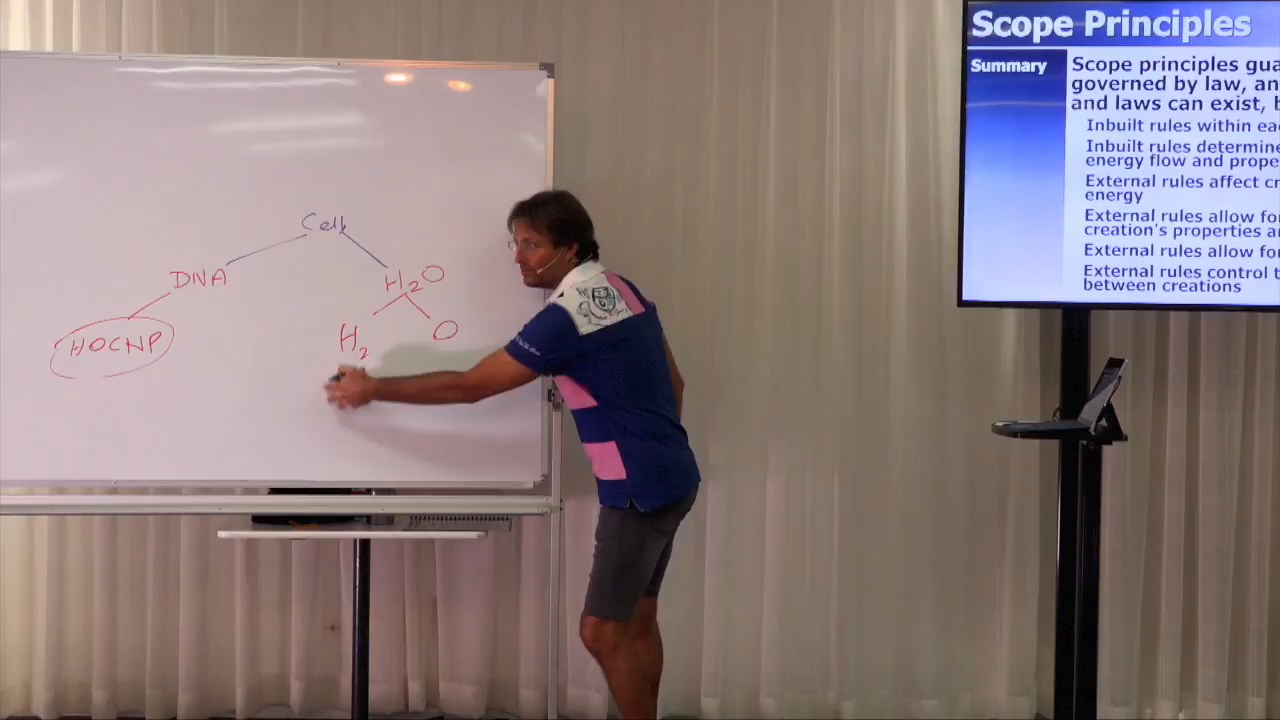 Cell
DNA
H2O
HOCNP
H2
O
Scope Principles
Summary
Scope principles gua
governed by law, an
and laws can exist, b
Inbuilt rules within ea
Inbuilt rules determine
energy flow and prope
External rules affect cr
energy
External rules allow fo
creation's properties a
External rules allow fo
External rules control t
between creations